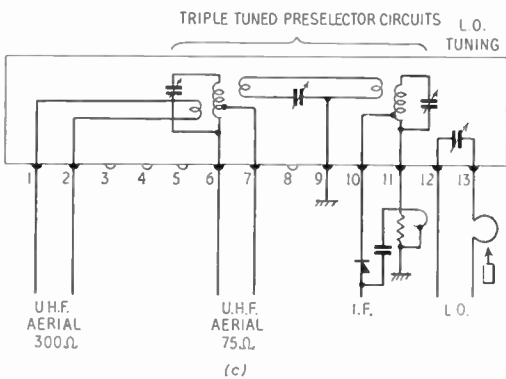 TRIPLE TUNED PRESELECTOR CIRCUITS
L.O.
TUNING
1 2 3 4 5 6 7 8 9 10 11 12 13
U.H.F.
AERIAL
300Ω
U.H.F.
AERIAL
75Ω
I.F.
L.O.
(c)